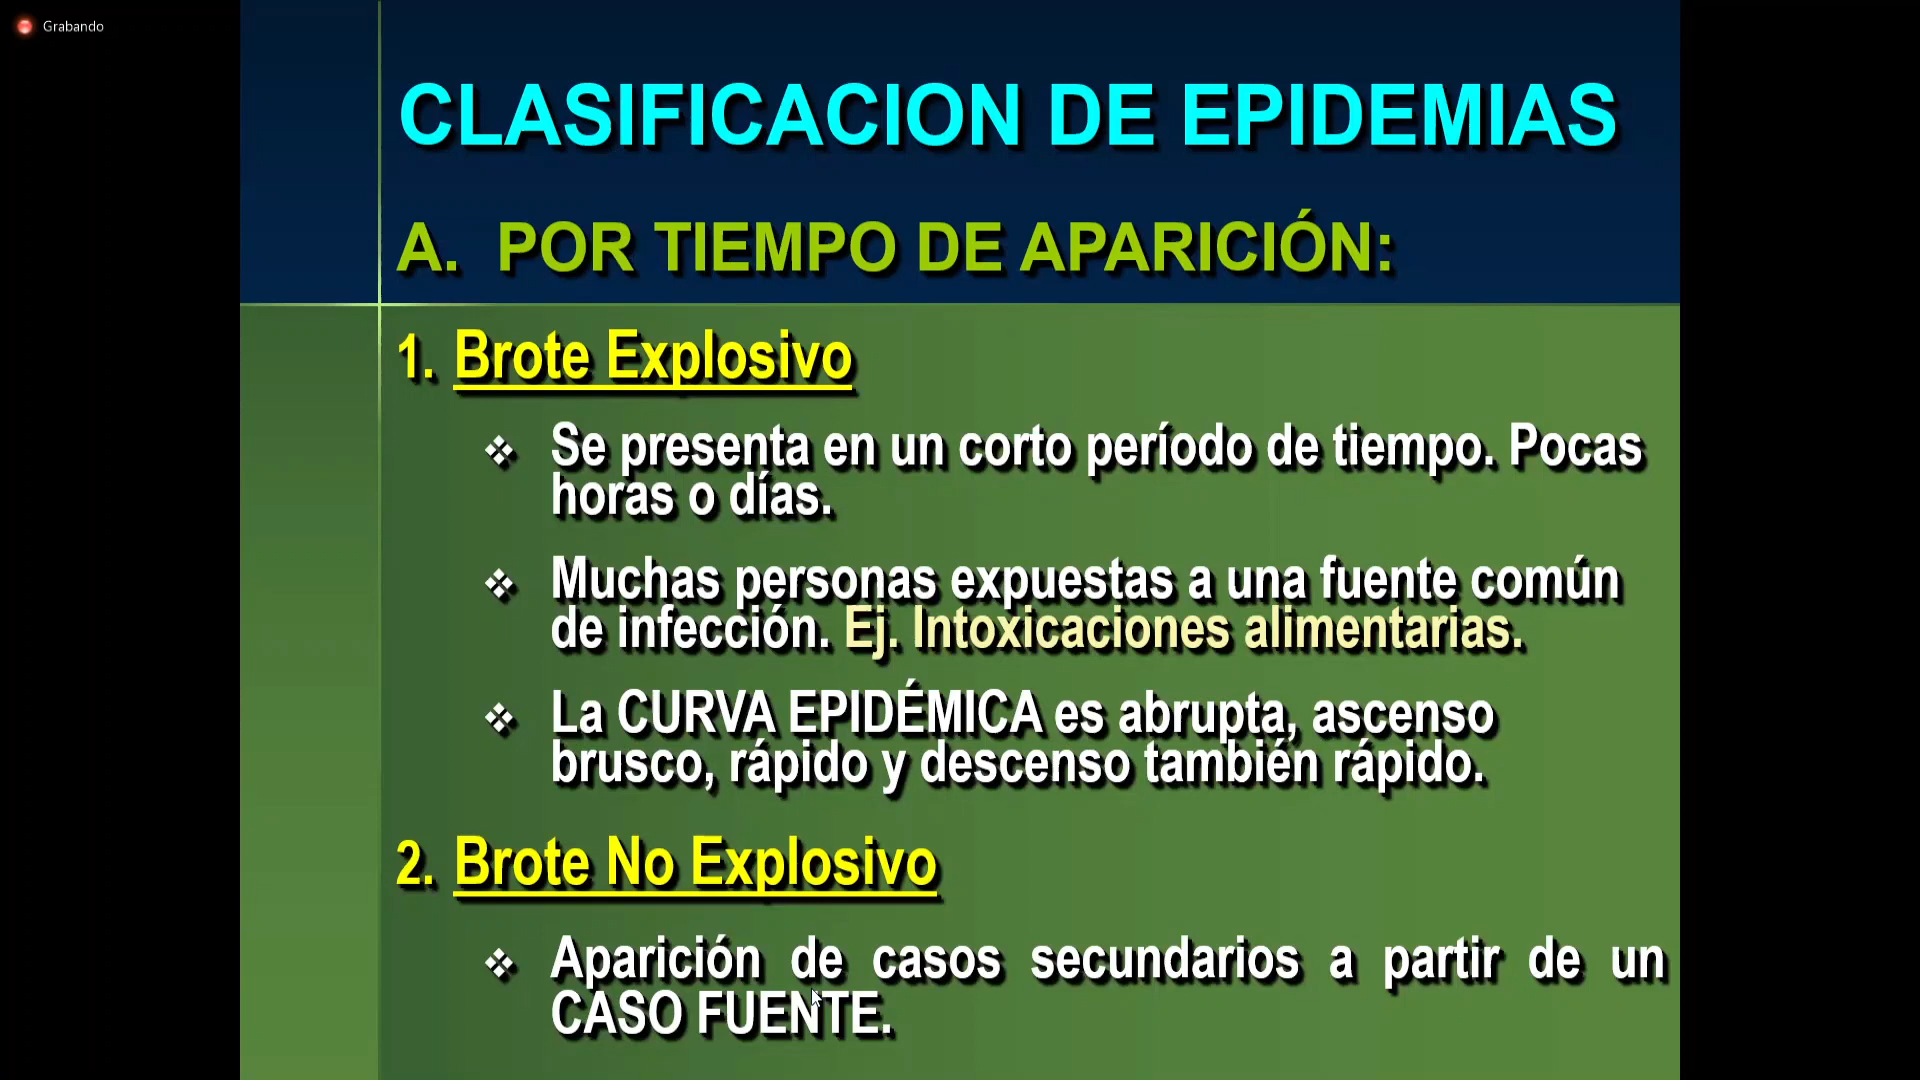 Grabando
CLASIFICACION DE EPIDEMIAS
A. POR TIEMPO DE APARICIÓN:
1. Brote Explosivo
❖ Se presenta en un corto período de tiempo. Pocas
horas o días.
❖ Muchas personas expuestas a una fuente común
de infección. Ej. Intoxicaciones alimentarias.
❖ La CURVA EPIDÉMICA es abrupta, ascenso
brusco, rápido y descenso también rápido.
2. Brote No Explosivo
❖ Aparición de casos secundarios a partir de un
CASO FUENTE.